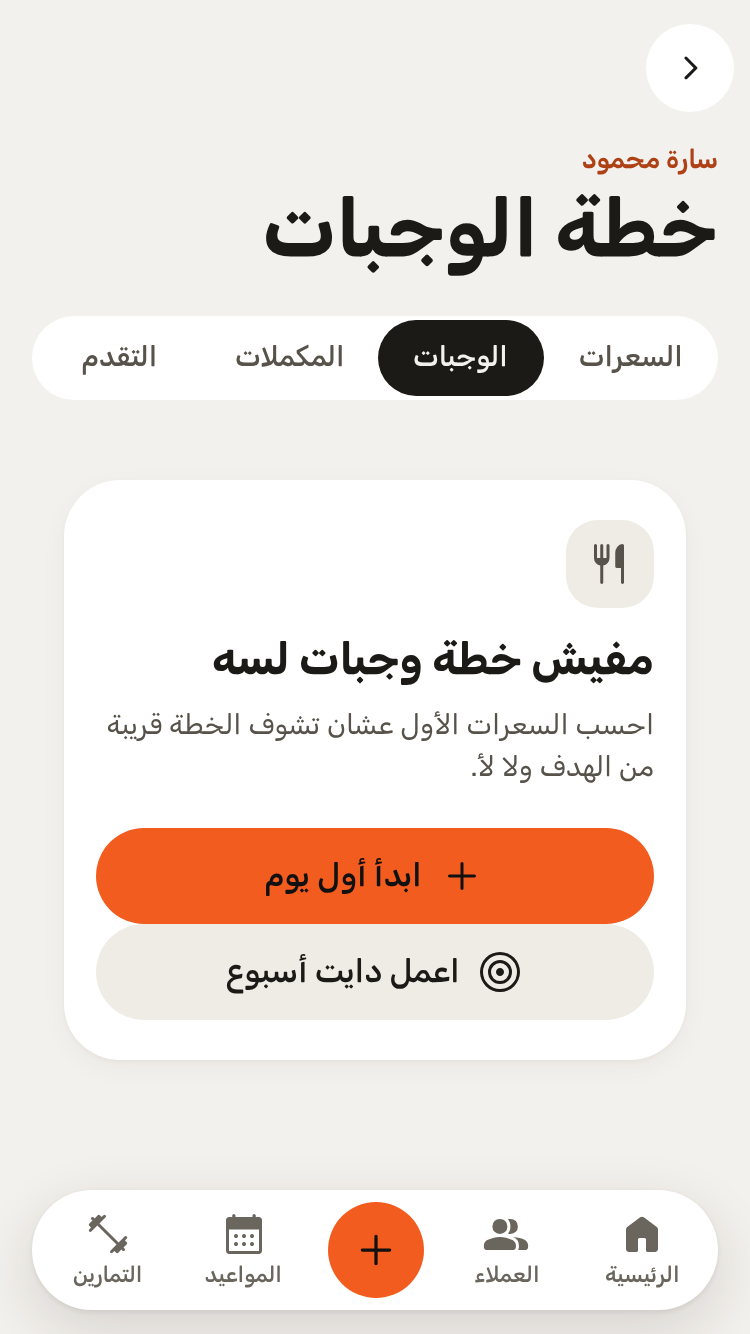 سارة محمود
خطة الوجبات
السعرات
الوجبات
المكملات
التقدم
مفيش خطة وجبات لسه
احسب السعرات الأول عشان تشوف الخطة قريبة
من الهدف ولا لأ.
ابدأ أول يوم
اعمل دايت أسبوع
الرئيسية
العملاء
المواعيد
التمارين